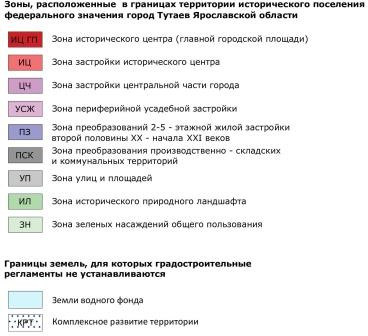 Зоны, расположенные в границах территории исторического поселения
федерального значения город Тутаев Ярославской области
ИЦ ГП Зона исторического центра (главной городской площади)
ИЦ Зона застройки исторического центра
ЦЧ Зона застройки центральной части города
УСЖ Зона периферийной усадебной застройки
ПЗ Зона преобразований 2-5 - этажной жилой застройки
второй половины XX - начала XXI веков
ПСК Зона преобразования производственно - складских
и коммунальных территорий
УП Зона улиц и площадей
ИЛ Зона исторического природного ландшафта
ЗН Зона зеленых насаждений общего пользования
Границы земель, для которых градостроительные
регламенты не устанавливаются
Земли водного фонда
КРТ Комплексное развитие территории